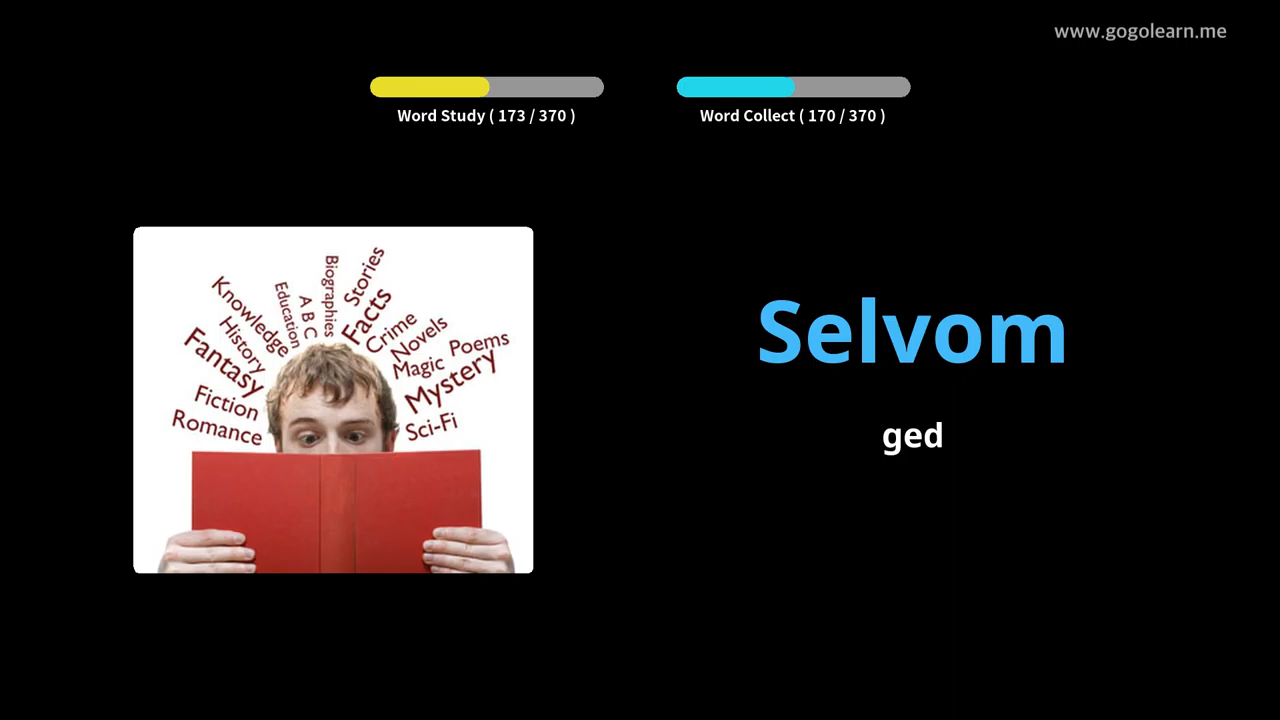 www.gogolearn.me
Word Study ( 173 / 370 )
Word Collect ( 170 / 370 )
Stories
Biographies
Facts
Education
A B C
Knowledge
Crime
Novels
History
Poems
Magic
Fantasy
Mystery
Fiction
Romance
Sci-Fi
Selvom
ged